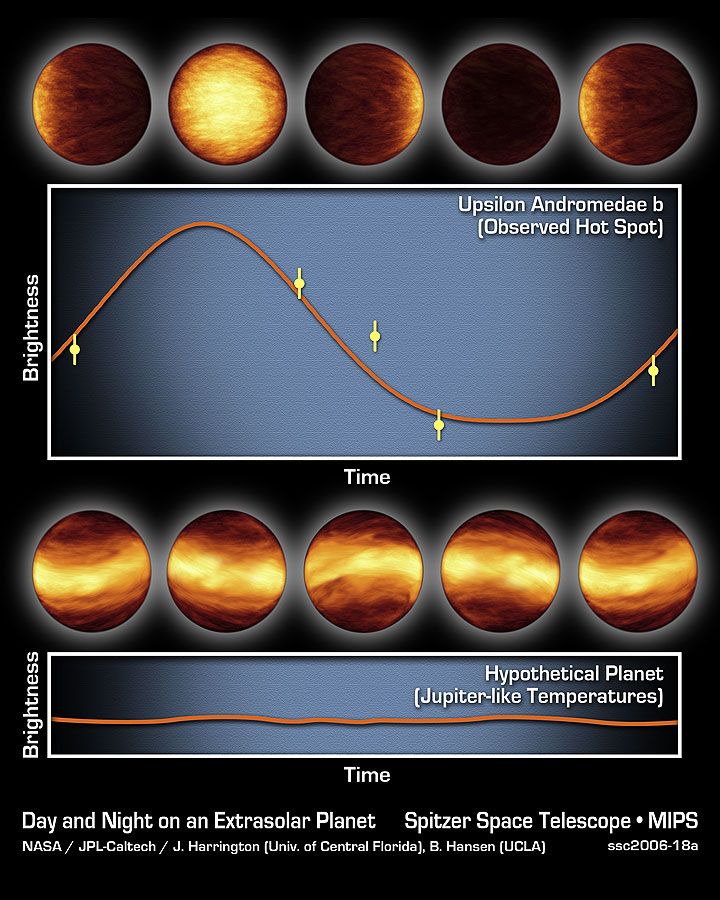 Upsilon Andromedae b
(Observed Hot Spot)
Brightness
Time
Hypothetical Planet
(Jupiter-like Temperatures)
Brightness
Time
Day and Night on an Extrasolar Planet
Spitzer Space Telescope • MIPS
NASA / JPL-Caltech / J. Harrington (Univ. of Central Florida), B. Hansen (UCLA)
ssc2006-18a